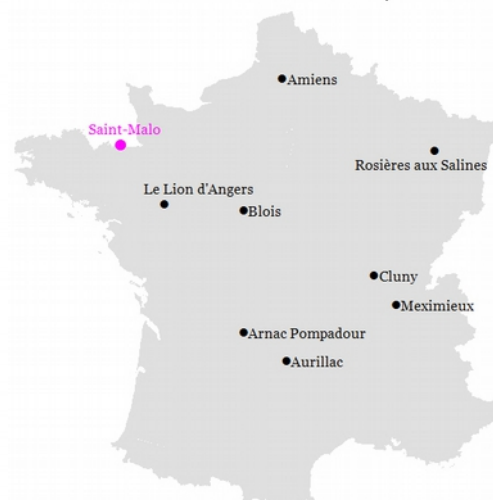 Amiens
Saint-Malo
Rosières aux Salines
Le Lion d'Angers
Blois
Cluny
Meximieux
Arnac Pompadour
Aurillac